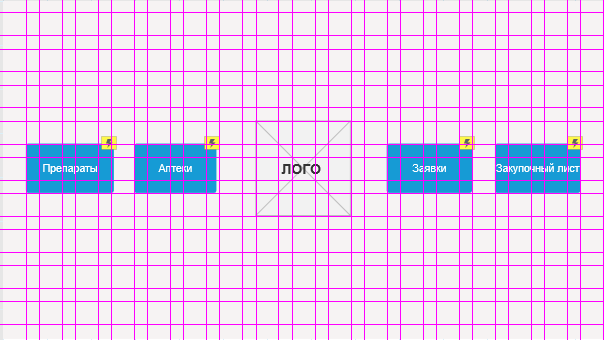 Препараты
Аптеки
ЛОГО
Заявки
Закупочный лист